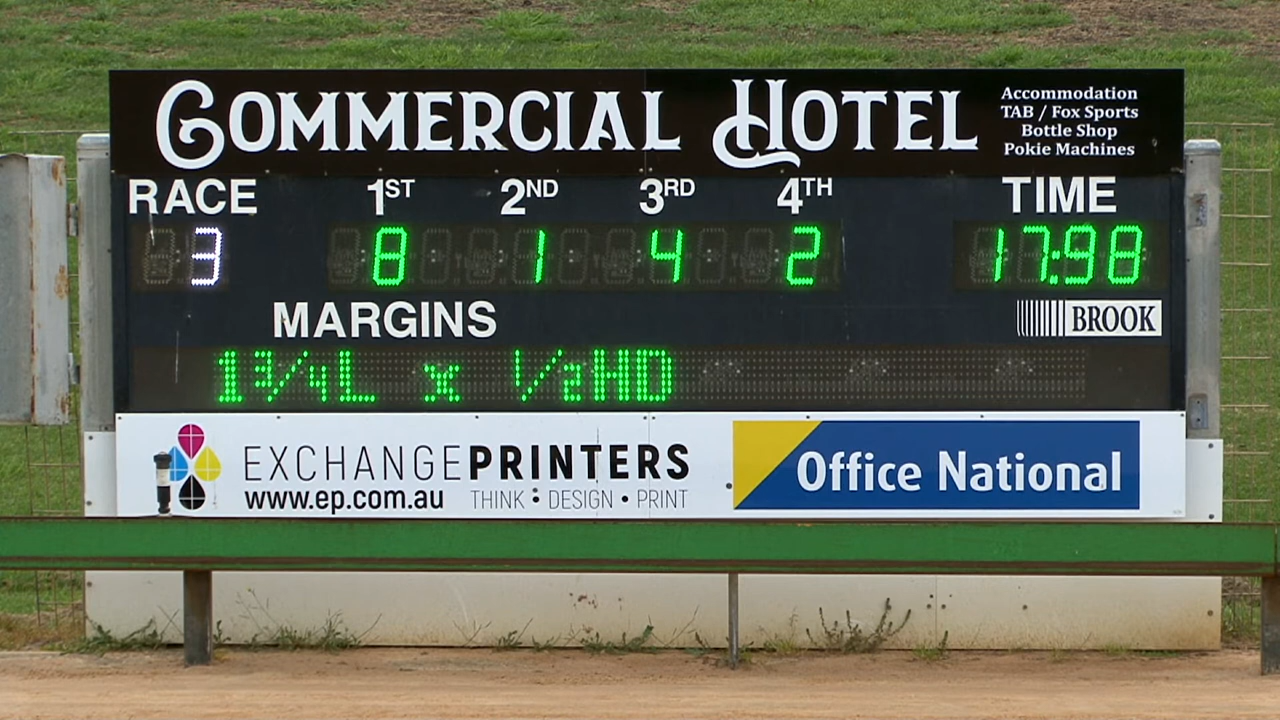 COMMERCIAL HOTEL
Accommodation
TAB / Fox Sports
Bottle Shop
Pokie Machines
RACE 1ST 2ND 3RD 4TH TIME
3 8 1 4 2 17:98
MARGINS
BROOK
1¾L x ½HD
EXCHANGEPRINTERS
www.ep.com.au THINK • DESIGN • PRINT
Office National